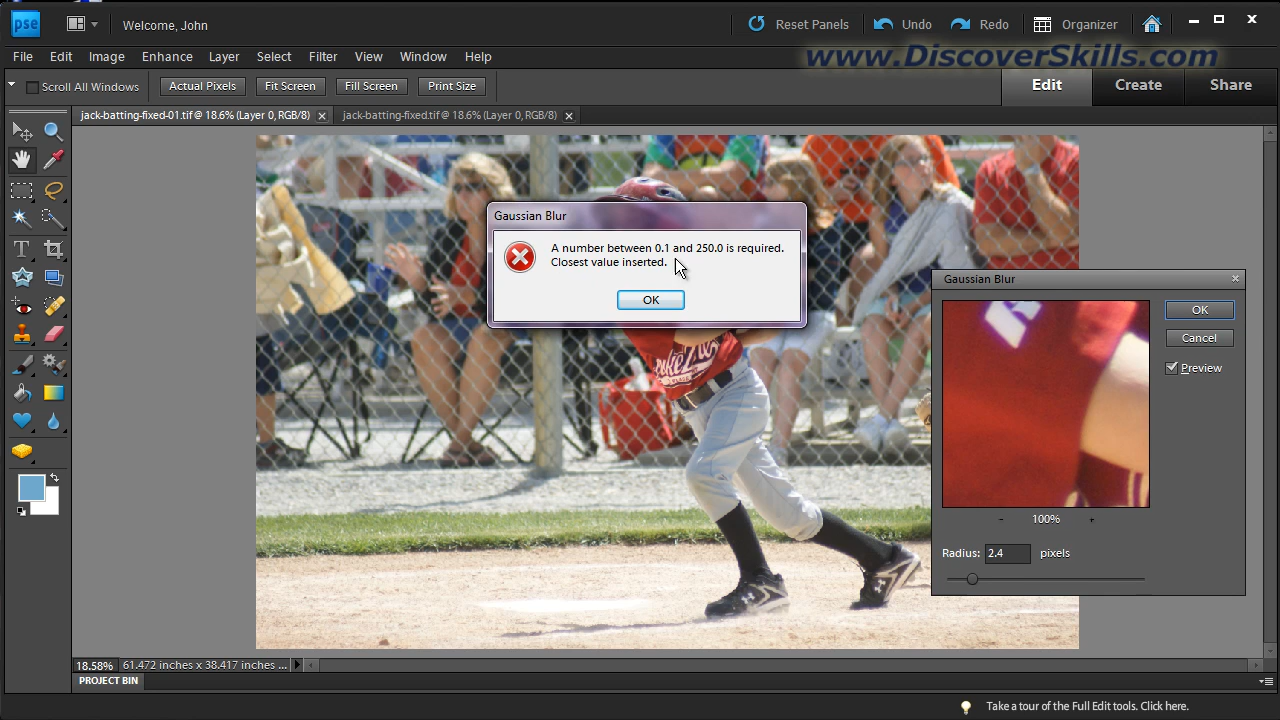 pse
Welcome, John
Reset Panels
Undo
Redo
Organizer
File Edit Image Enhance Layer Select Filter View Window Help
www.DiscoverSkills.com
Scroll All Windows
Actual Pixels
Fit Screen
Fill Screen
Print Size
Edit
Create
Share
jack-batting-fixed-01.tif @ 18.6% (Layer 0, RGB/8)
jack-batting-fixed.tif @ 18.6% (Layer 0, RGB/8)
Gaussian Blur
A number between 0.1 and 250.0 is required.
Closest value inserted.
OK
Gaussian Blur
OK
Cancel
Preview
100%
Radius: 2.4 pixels
18.58%
61.472 inches x 38.417 inches ...
PROJECT BIN
Take a tour of the Full Edit tools. Click here.